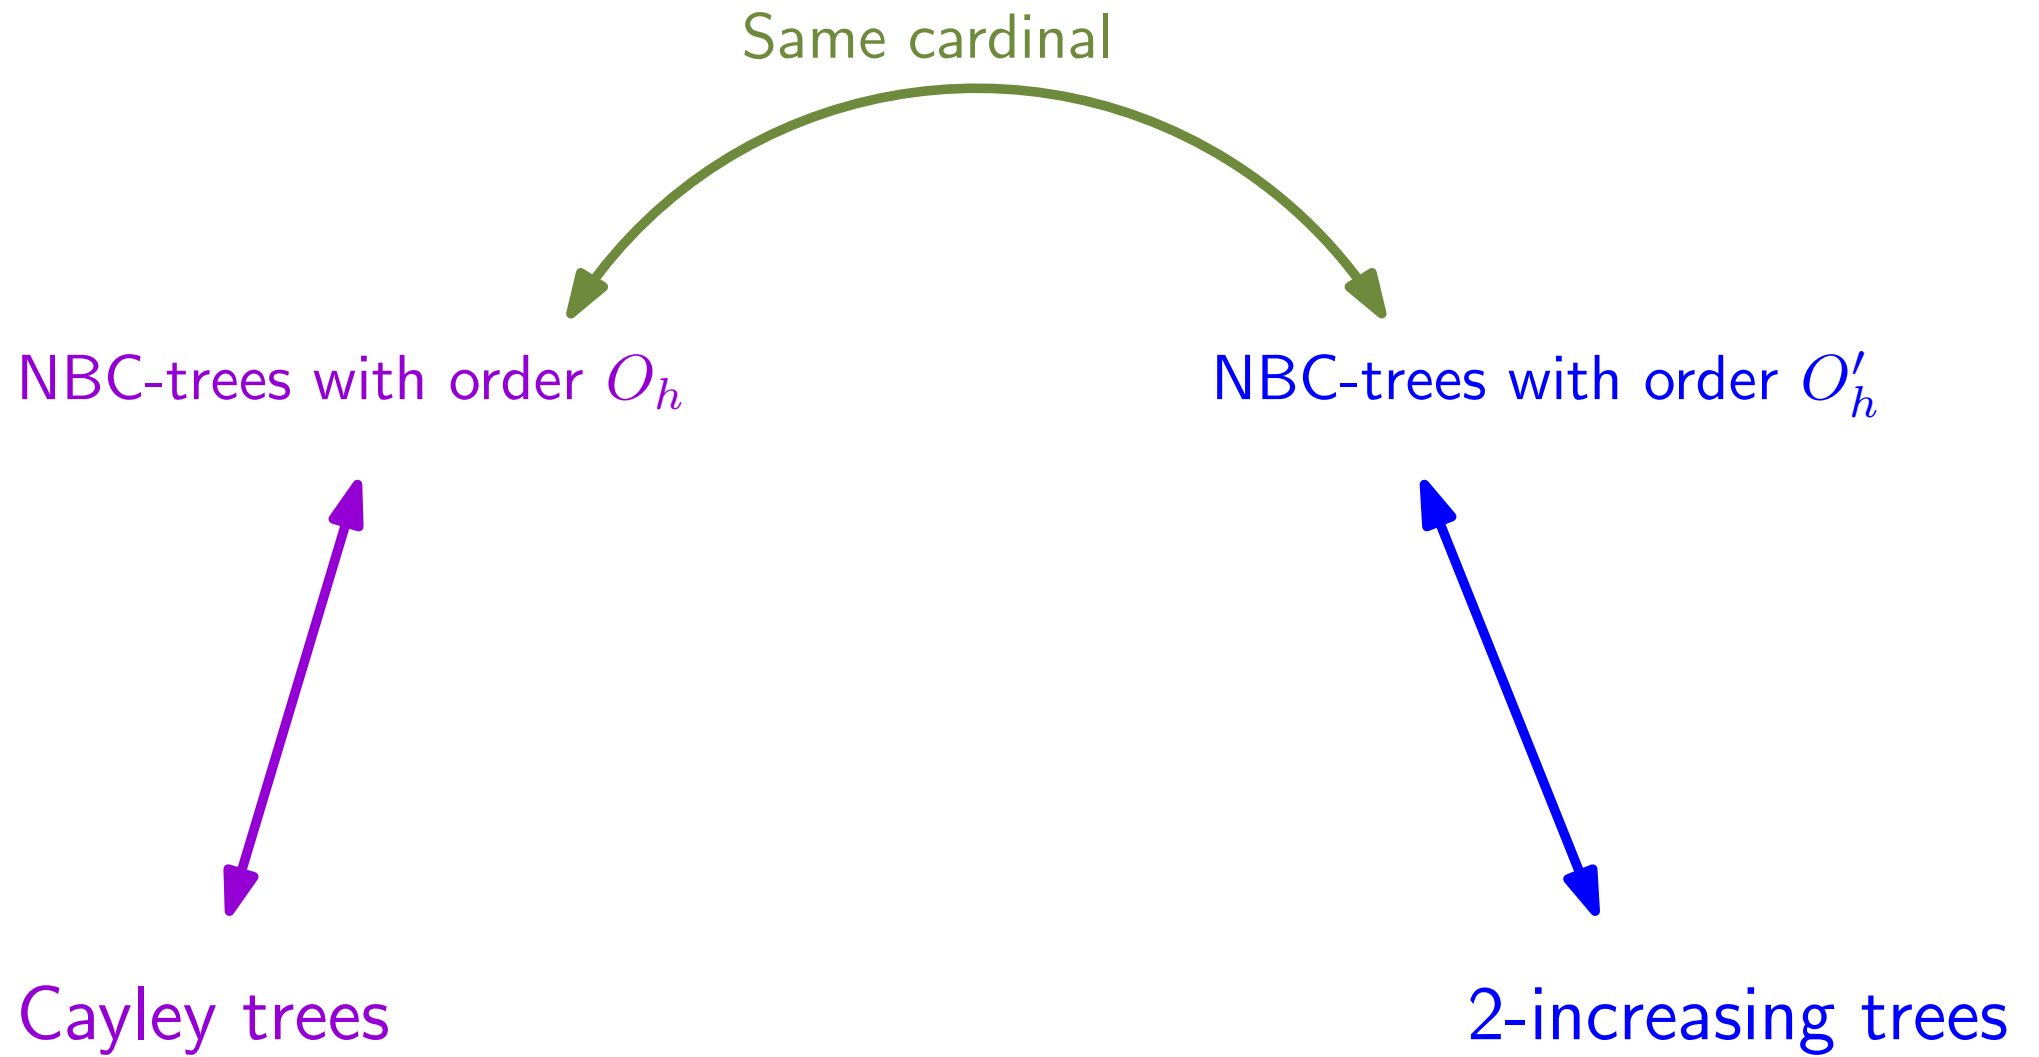 Same cardinal
NBC-trees with order $O_h$
NBC-trees with order $O'_h$
Cayley trees
2-increasing trees